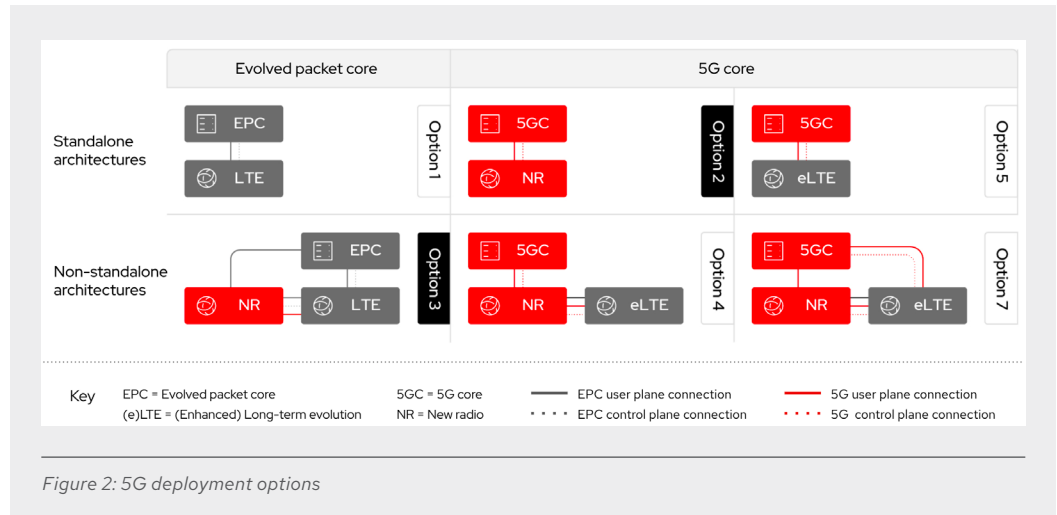 Evolved packet core
5G core
Standalone
architectures
EPC
LTE
Option 1
5GC
NR
Option 2
5GC
eLTE
Option 5
Non-standalone
architectures
EPC
NR
LTE
Option 3
5GC
NR
eLTE
Option 4
5GC
NR
eLTE
Option 7
Key
EPC = Evolved packet core
(e)LTE = (Enhanced) Long-term evolution
5GC = 5G core
NR = New radio
EPC user plane connection
EPC control plane connection
5G user plane connection
5G control plane connection
Figure 2: 5G deployment options